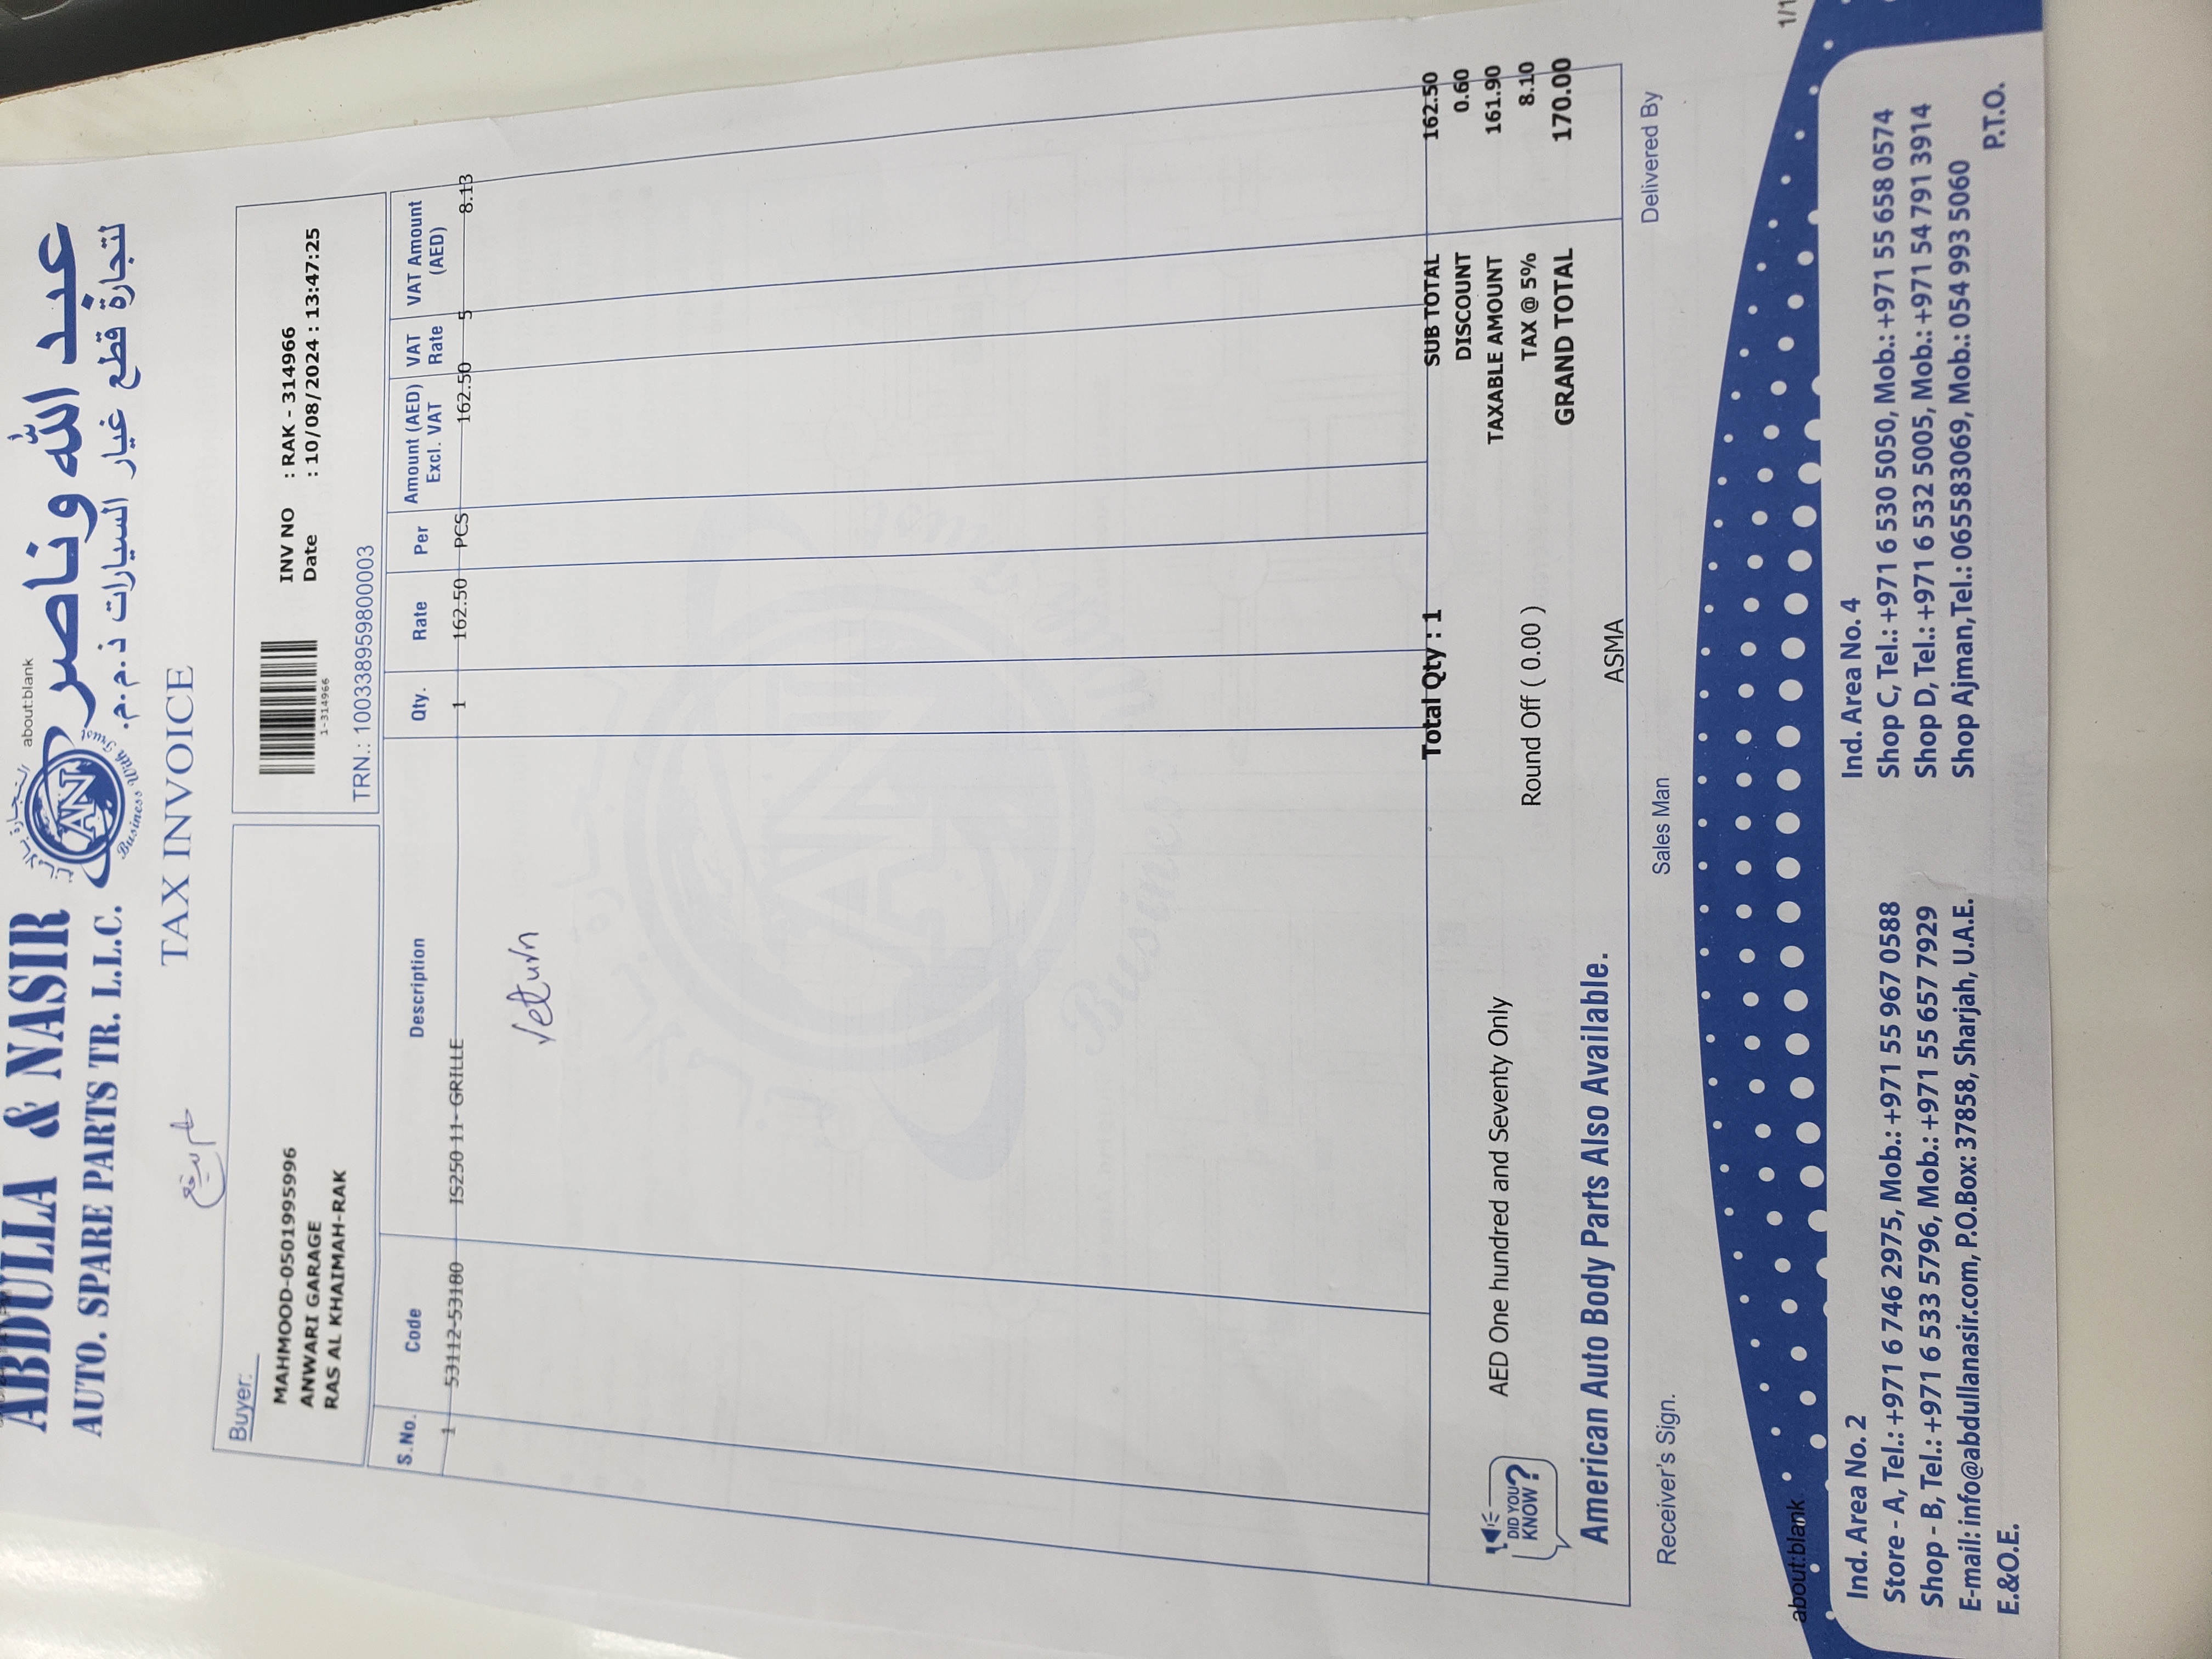 about:blank
ABDULLA & NASIR
AUTO. SPARE PARTS TR. L.L.C.
AN
Business With Trust
عبد الله وناصر
لتجارة قطع غيار السيارات ذ.م.م.
TAX INVOICE
Buyer:
MAHMOOD-0501995996
ANWARI GARAGE
RAS AL KHAIMAH-RAK
1-314966
INV NO : RAK - 314966
Date : 10/08/2024 : 13:47:25
TRN.: 100338959800003
S.No. Code Description Qty. Rate Per Amount (AED) Excl. VAT VAT Rate VAT Amount (AED)
1 53112-53180 IS250 11- GRILLE 1 162.50 PCS 162.50 5 8.13
return
Total Qty : 1 SUB TOTAL 162.50
DISCOUNT 0.60
AED One hundred and Seventy Only TAXABLE AMOUNT 161.90
Round Off ( 0.00 ) TAX @ 5% 8.10
GRAND TOTAL 170.00
DID YOU KNOW?
American Auto Body Parts Also Available.
ASMA
Receiver's Sign. Sales Man Delivered By
about:blank 1/1
Ind. Area No. 2
Store - A, Tel.: +971 6 746 2975, Mob.: +971 55 967 0588
Shop - B, Tel.: +971 6 533 5796, Mob.: +971 55 657 7929
E-mail: info@abdullanasir.com, P.O.Box: 37858, Sharjah, U.A.E.
E.&O.E.
Ind. Area No. 4
Shop C, Tel.: +971 6 530 5050, Mob.: +971 55 658 0574
Shop D, Tel.: +971 6 532 5005, Mob.: +971 54 791 3914
Shop Ajman, Tel.: 065583069, Mob.: 054 993 5060
P.T.O.